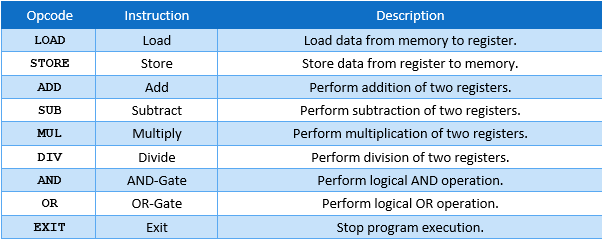 Opcode Instruction Description
LOAD Load Load data from memory to register.
STORE Store Store data from register to memory.
ADD Add Perform addition of two registers.
SUB Subtract Perform subtraction of two registers.
MUL Multiply Perform multiplication of two registers.
DIV Divide Perform division of two registers.
AND AND-Gate Perform logical AND operation.
OR OR-Gate Perform logical OR operation.
EXIT Exit Stop program execution.